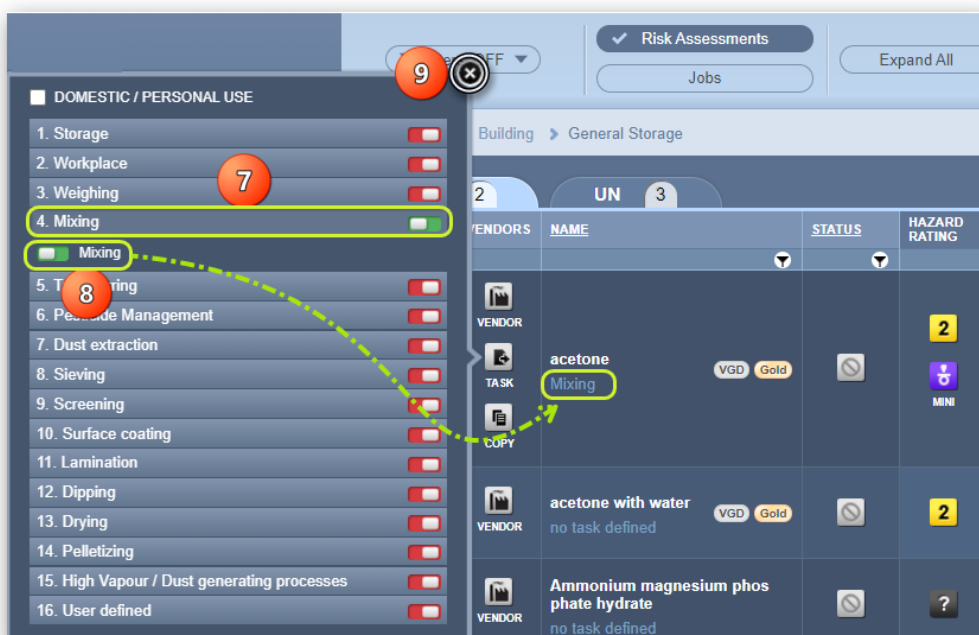 OFF
Risk Assessments
Expand All
Jobs
9
DOMESTIC / PERSONAL USE
Building
General Storage
1. Storage
2. Workplace
7
3. Weighing
4. Mixing
Mixing
8
5.
6.
Management
7. Dust extraction
8. Sieving
9. Screening
10. Surface coating
11. Lamination
12. Dipping
13. Drying
14. Pelletizing
15. High Vapour / Dust generating processes
16. User defined
2
UN 3
VENDORS
NAME
STATUS
HAZARD
RATING
VENDOR
TASK
COPY
acetone
Mixing
VGD
Gold
2
MINI
VENDOR
acetone with water
no task defined
VGD
Gold
2
VENDOR
Ammonium magnesium phos
phate hydrate
no task defined
?